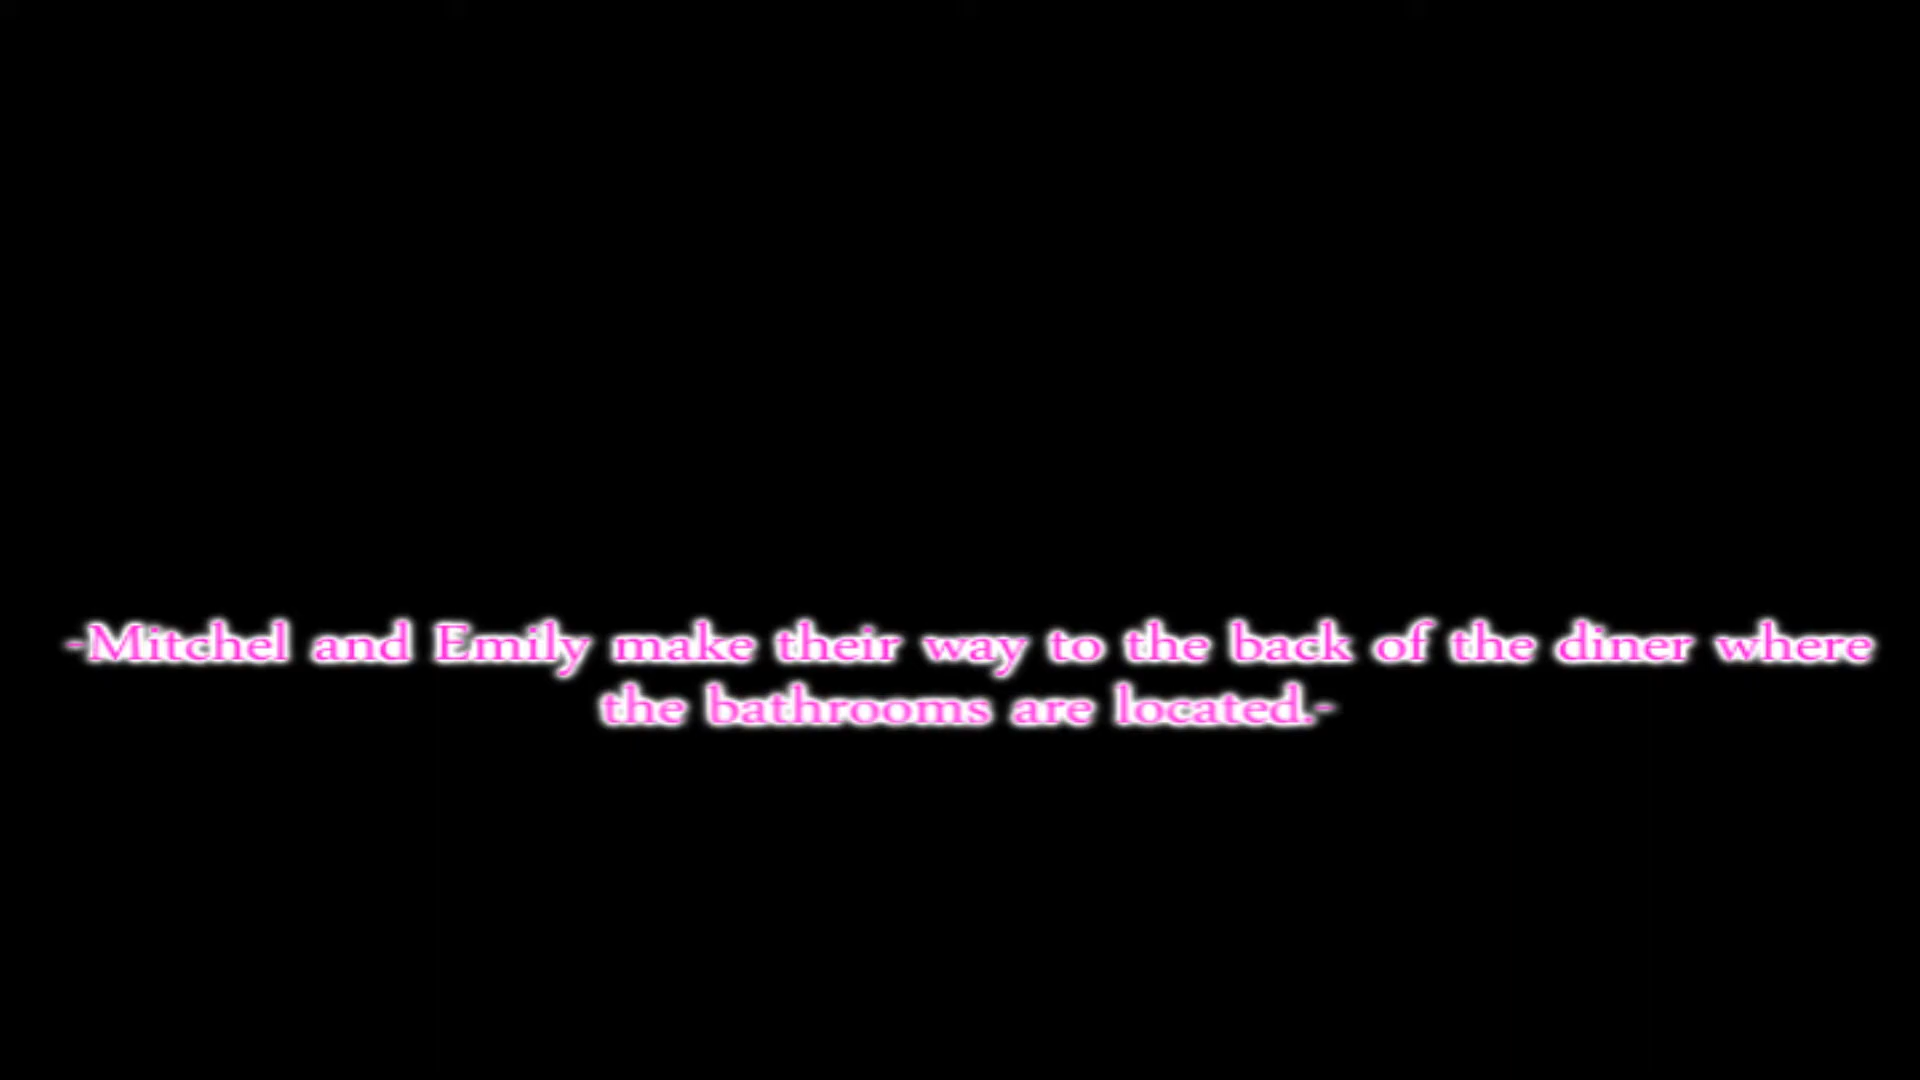 -Mitchel and Emily make their way to the back of the diner where
the bathrooms are located.-